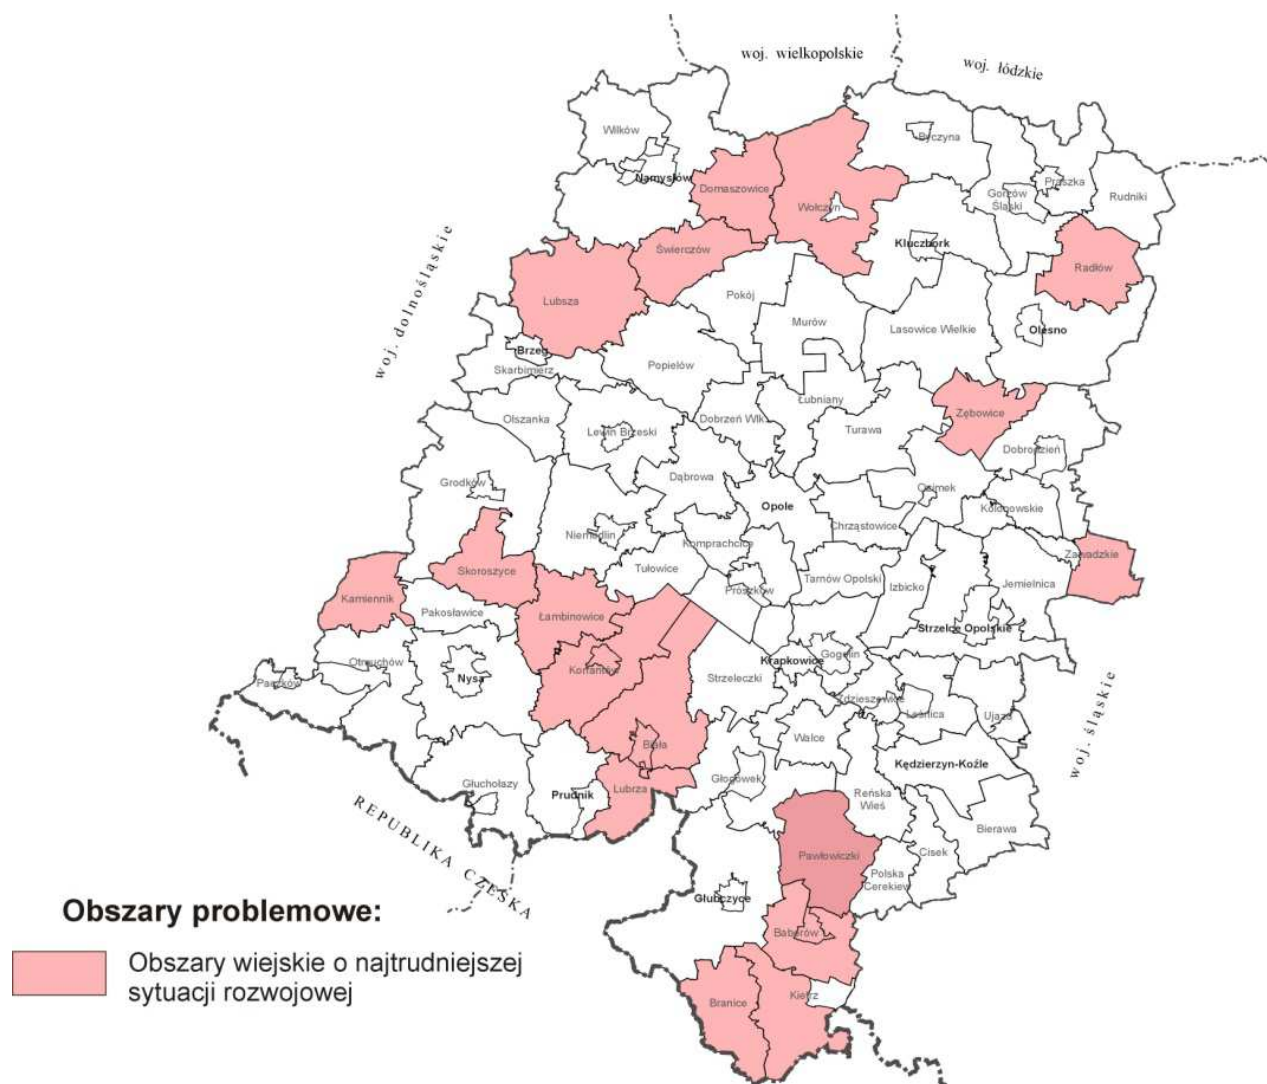 woj. wielkopolskie
woj. łódzkie
Wilków
Byczyna
Namysłów
Domaszowice
Wołczyn
Gorzów
Śląski
Praszka
Rudniki
woj. dolnośląskie
Świerczów
Kluczbork
Radłów
Lubsza
Pokój
Murów
Lasowice Wielkie
Olesno
Brzeg
Skarbimierz
Popielów
Olszanka
Lewin Brzeski
Dobrzeń Wlk.
Łubniany
Turawa
Zębowice
Dobrodzień
Grodków
Dąbrowa
Opole
Ozimek
Kolonowskie
Niemodlin
Komprachcice
Chrząstowice
Zawadzkie
Skoroszyce
Tułowice
Prószków
Tarnów Opolski
Izbicko
Jemielnica
Kamiennik
Pakosławice
Łambinowice
Strzelce Opolskie
Otmuchów
Paczków
Nysa
Korfantów
Strzeleczki
Krapkowice
Gogolin
Zdzieszowice
Leśnica
Ujazd
woj. śląskie
Biała
Walce
Głogówek
Kędzierzyn-Koźle
Głuchołazy
Prudnik
Lubrza
Reńska
Wieś
Bierawa
REPUBLIKA CZESKA
Pawłowiczki
Polska
Cerekiew
Cisek
Głubczyce
Baborów
Branice
Kietrz
Obszary problemowe:
Obszary wiejskie o najtrudniejszej
sytuacji rozwojowej